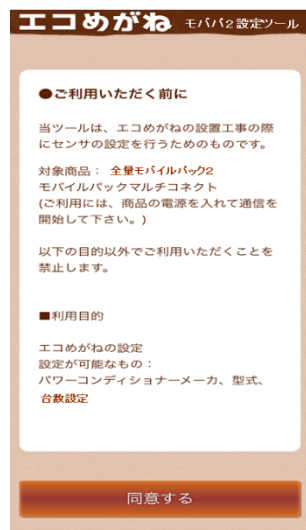 エコめがね モバパ2設定ツール
●ご利用いただく前に
当ツールは、エコめがねの設置工事の際
にセンサの設定を行うためのものです。
対象商品： 全量モバイルパック2
モバイルパックマルチコネクト
(ご利用には、商品の電源を入れて通信を
開始して下さい。)
以下の目的以外でご利用いただくことを
禁止します。
■利用目的
エコめがねの設定
設定が可能なもの：
パワーコンディショナーメーカ、型式、
台数設定
同意する